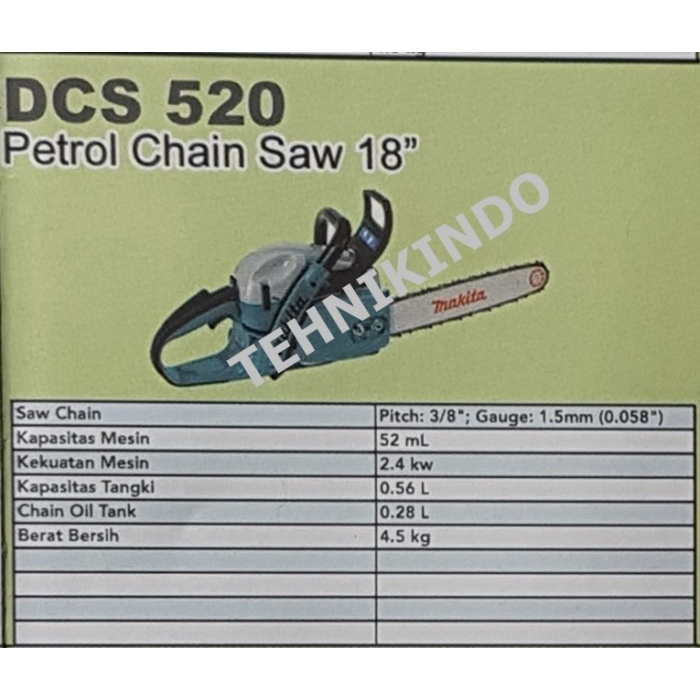 DCS 520
Petrol Chain Saw 18”
TEHNIKINDO
makita
Saw Chain Pitch: 3/8"; Gauge: 1.5mm (0.058")
Kapasitas Mesin 52 mL
Kekuatan Mesin 2.4 kw
Kapasitas Tangki 0.56 L
Chain Oil Tank 0.28 L
Berat Bersih 4.5 kg